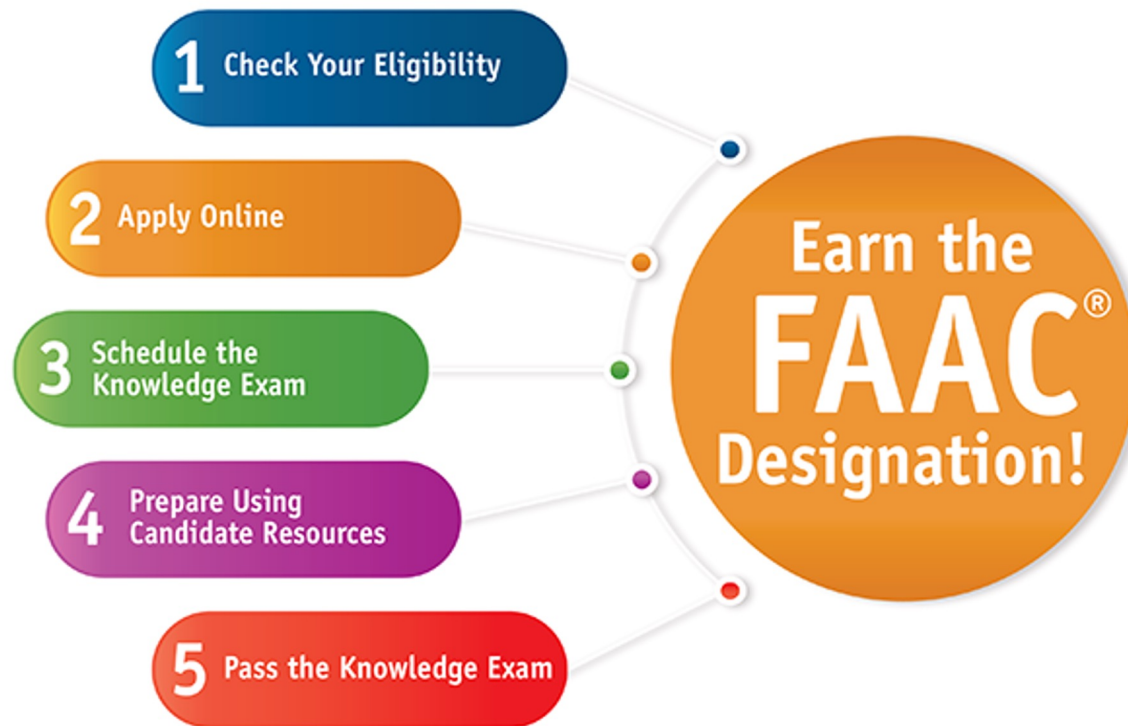 1 Check Your Eligibility
2 Apply Online
3 Schedule the
Knowledge Exam
4 Prepare Using
Candidate Resources
5 Pass the Knowledge Exam
Earn the
FAAC®
Designation!